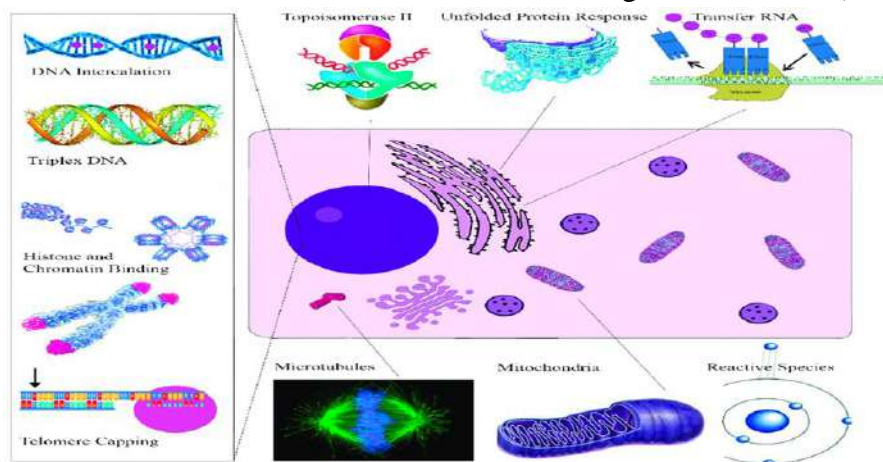 Topoisomerase II
Unfolded Protein Response
Transfer RNA
DNA Intercalation
Triplex DNA
Histone and
Chromatin Binding
Telomere Capping
Microtubules
Mitochondria
Reactive Species